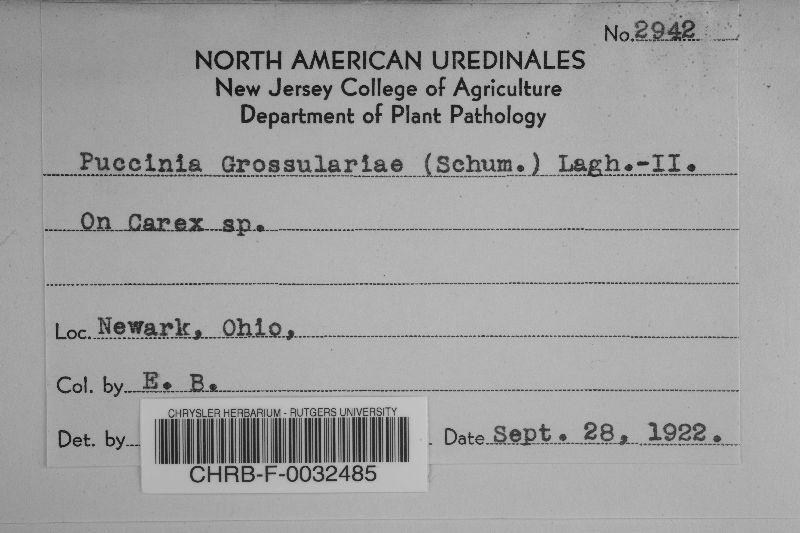 No. 2942
NORTH AMERICAN UREDINALES
New Jersey College of Agriculture
Department of Plant Pathology
Puccinia Grossulariae (Schum.) Lagh.-II.
On Carex sp.
Loc. Newark, Ohio,
Col. by E. B.
Det. by
Date Sept. 28, 1922.
CHRYSLER HERBARIUM - RUTGERS UNIVERSITY
CHRB-F-0032485